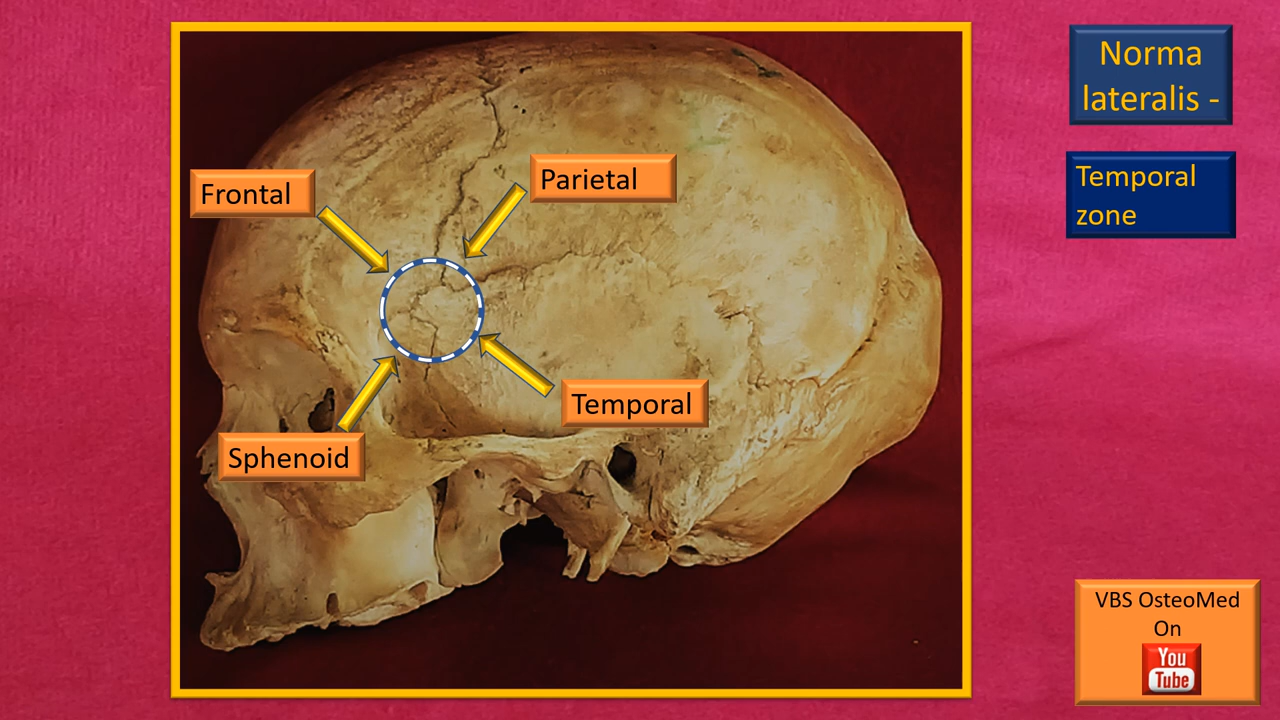 Norma
lateralis -
Temporal
zone
Frontal
Parietal
Temporal
Sphenoid
VBS OsteoMed
On
You
Tube